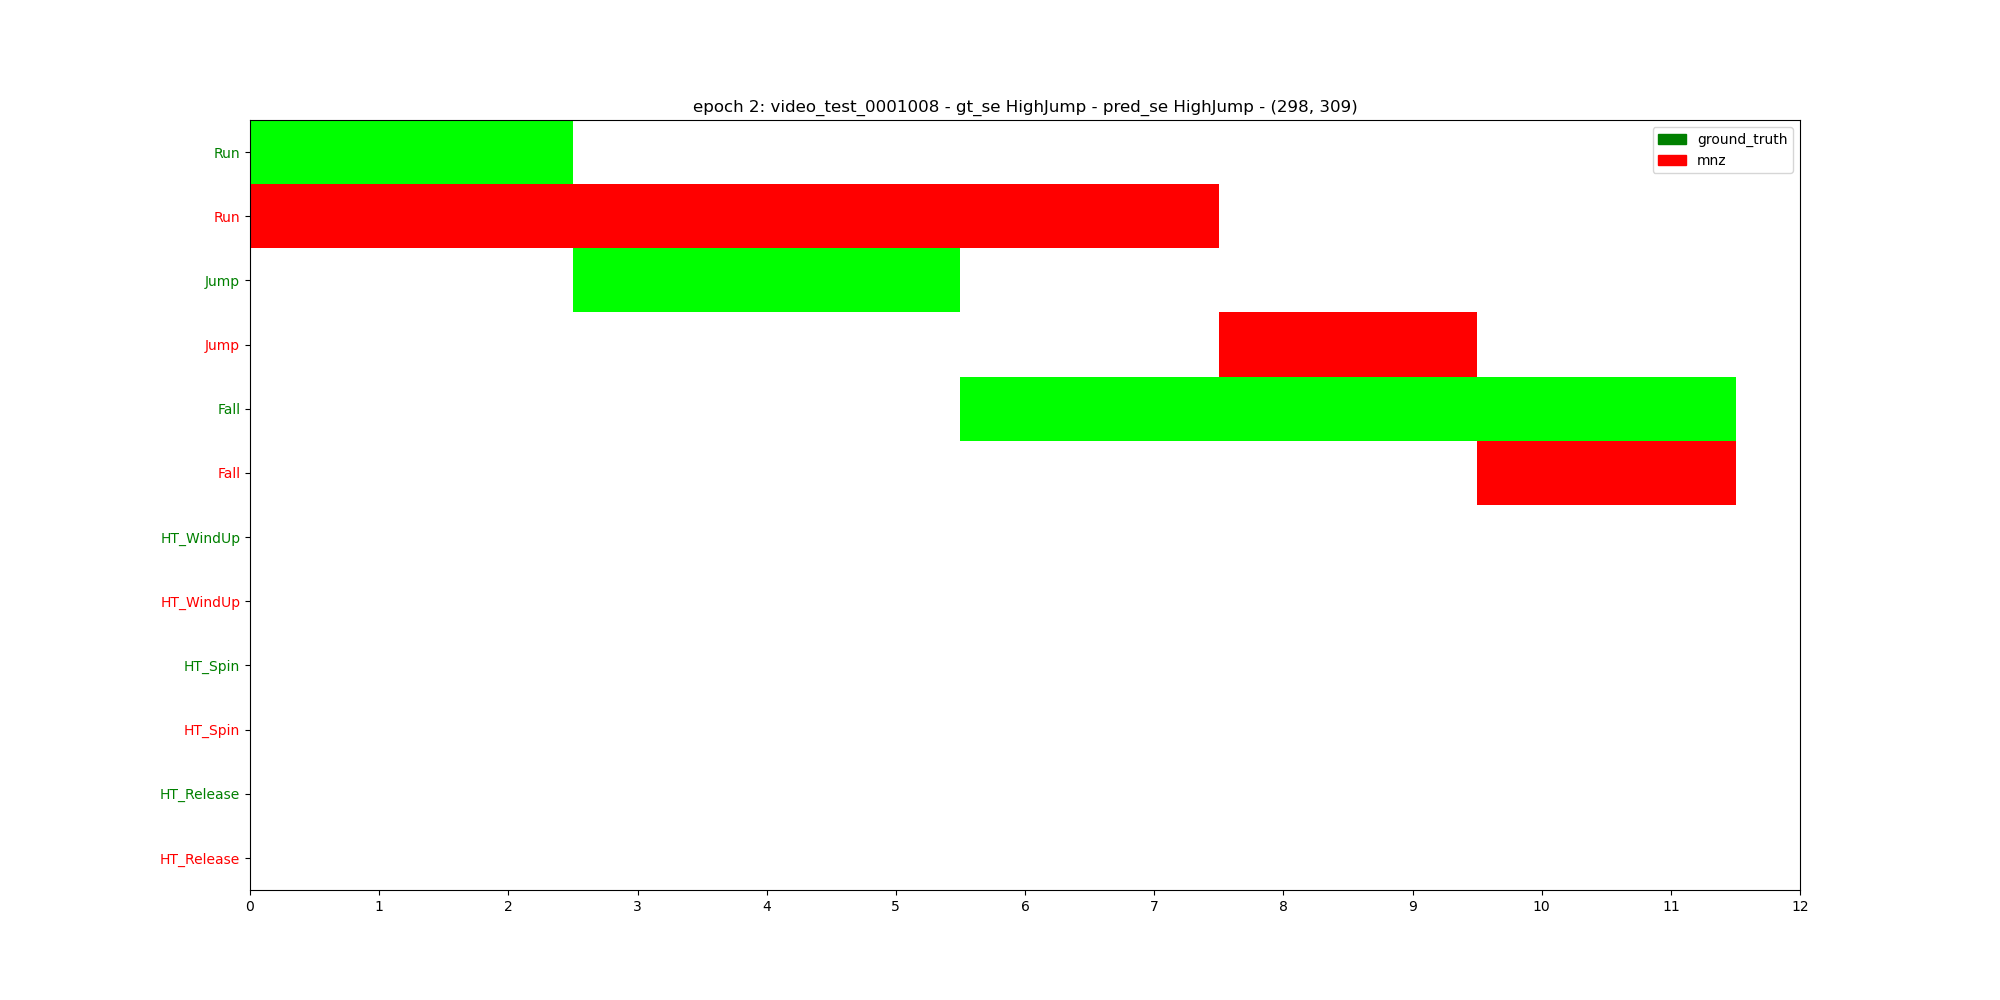 epoch 2: video_test_0001008 - gt_se HighJump - pred_se HighJump - (298, 309)
ground_truth
mnz
Run
Run
Jump
Jump
Fall
Fall
HT_WindUp
HT_WindUp
HT_Spin
HT_Spin
HT_Release
HT_Release
0 1 2 3 4 5 6 7 8 9 10 11 12